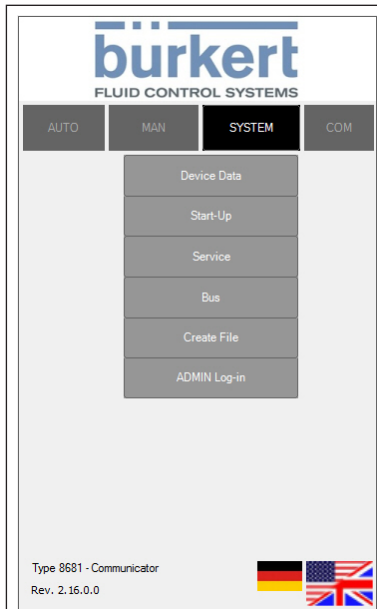 bürkert
FLUID CONTROL SYSTEMS
AUTO MAN SYSTEM COM
Device Data
Start-Up
Service
Bus
Create File
ADMIN Log-in
Type 8681 - Communicator
Rev. 2.16.0.0